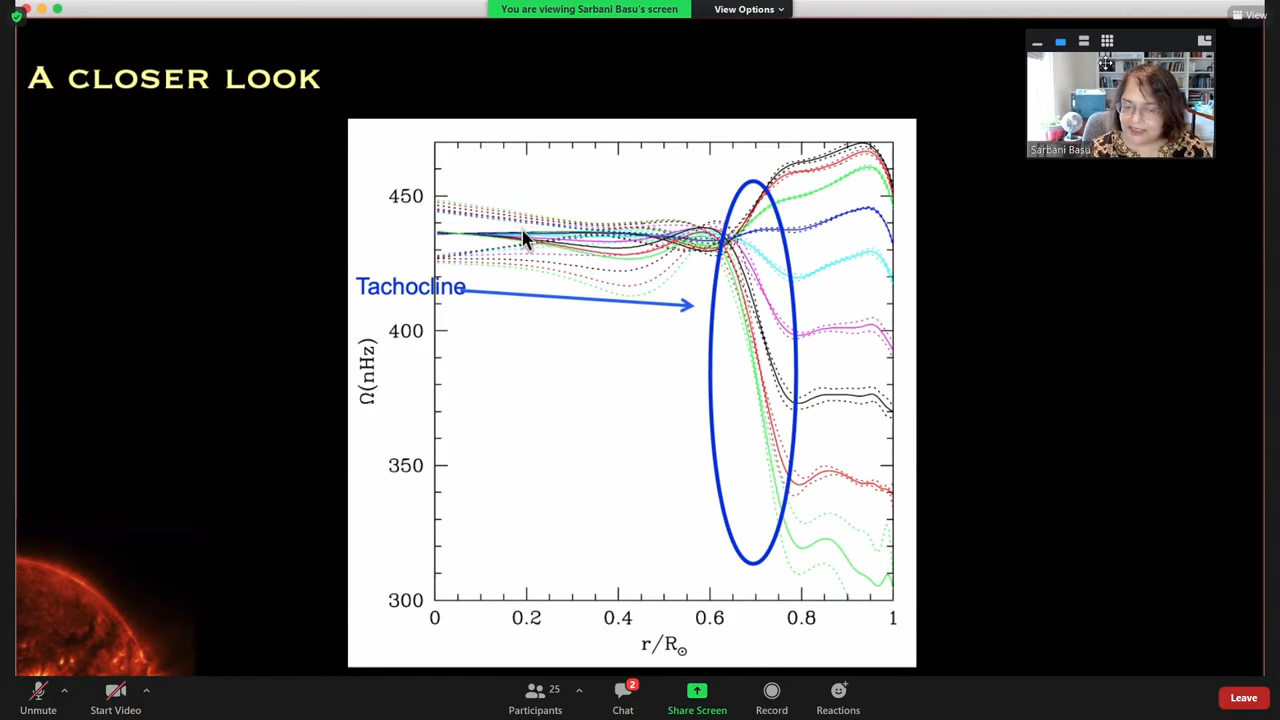 You are viewing Sarbani Basu's screen
View Options
View
A CLOSER LOOK
Sarbani Basu
450
400
350
300
Tachocline
Ω(nHz)
0 0.2 0.4 0.6 0.8 1
r/R⊙
Unmute
Start Video
25
Participants
2
Chat
Share Screen
Record
Reactions
Leave